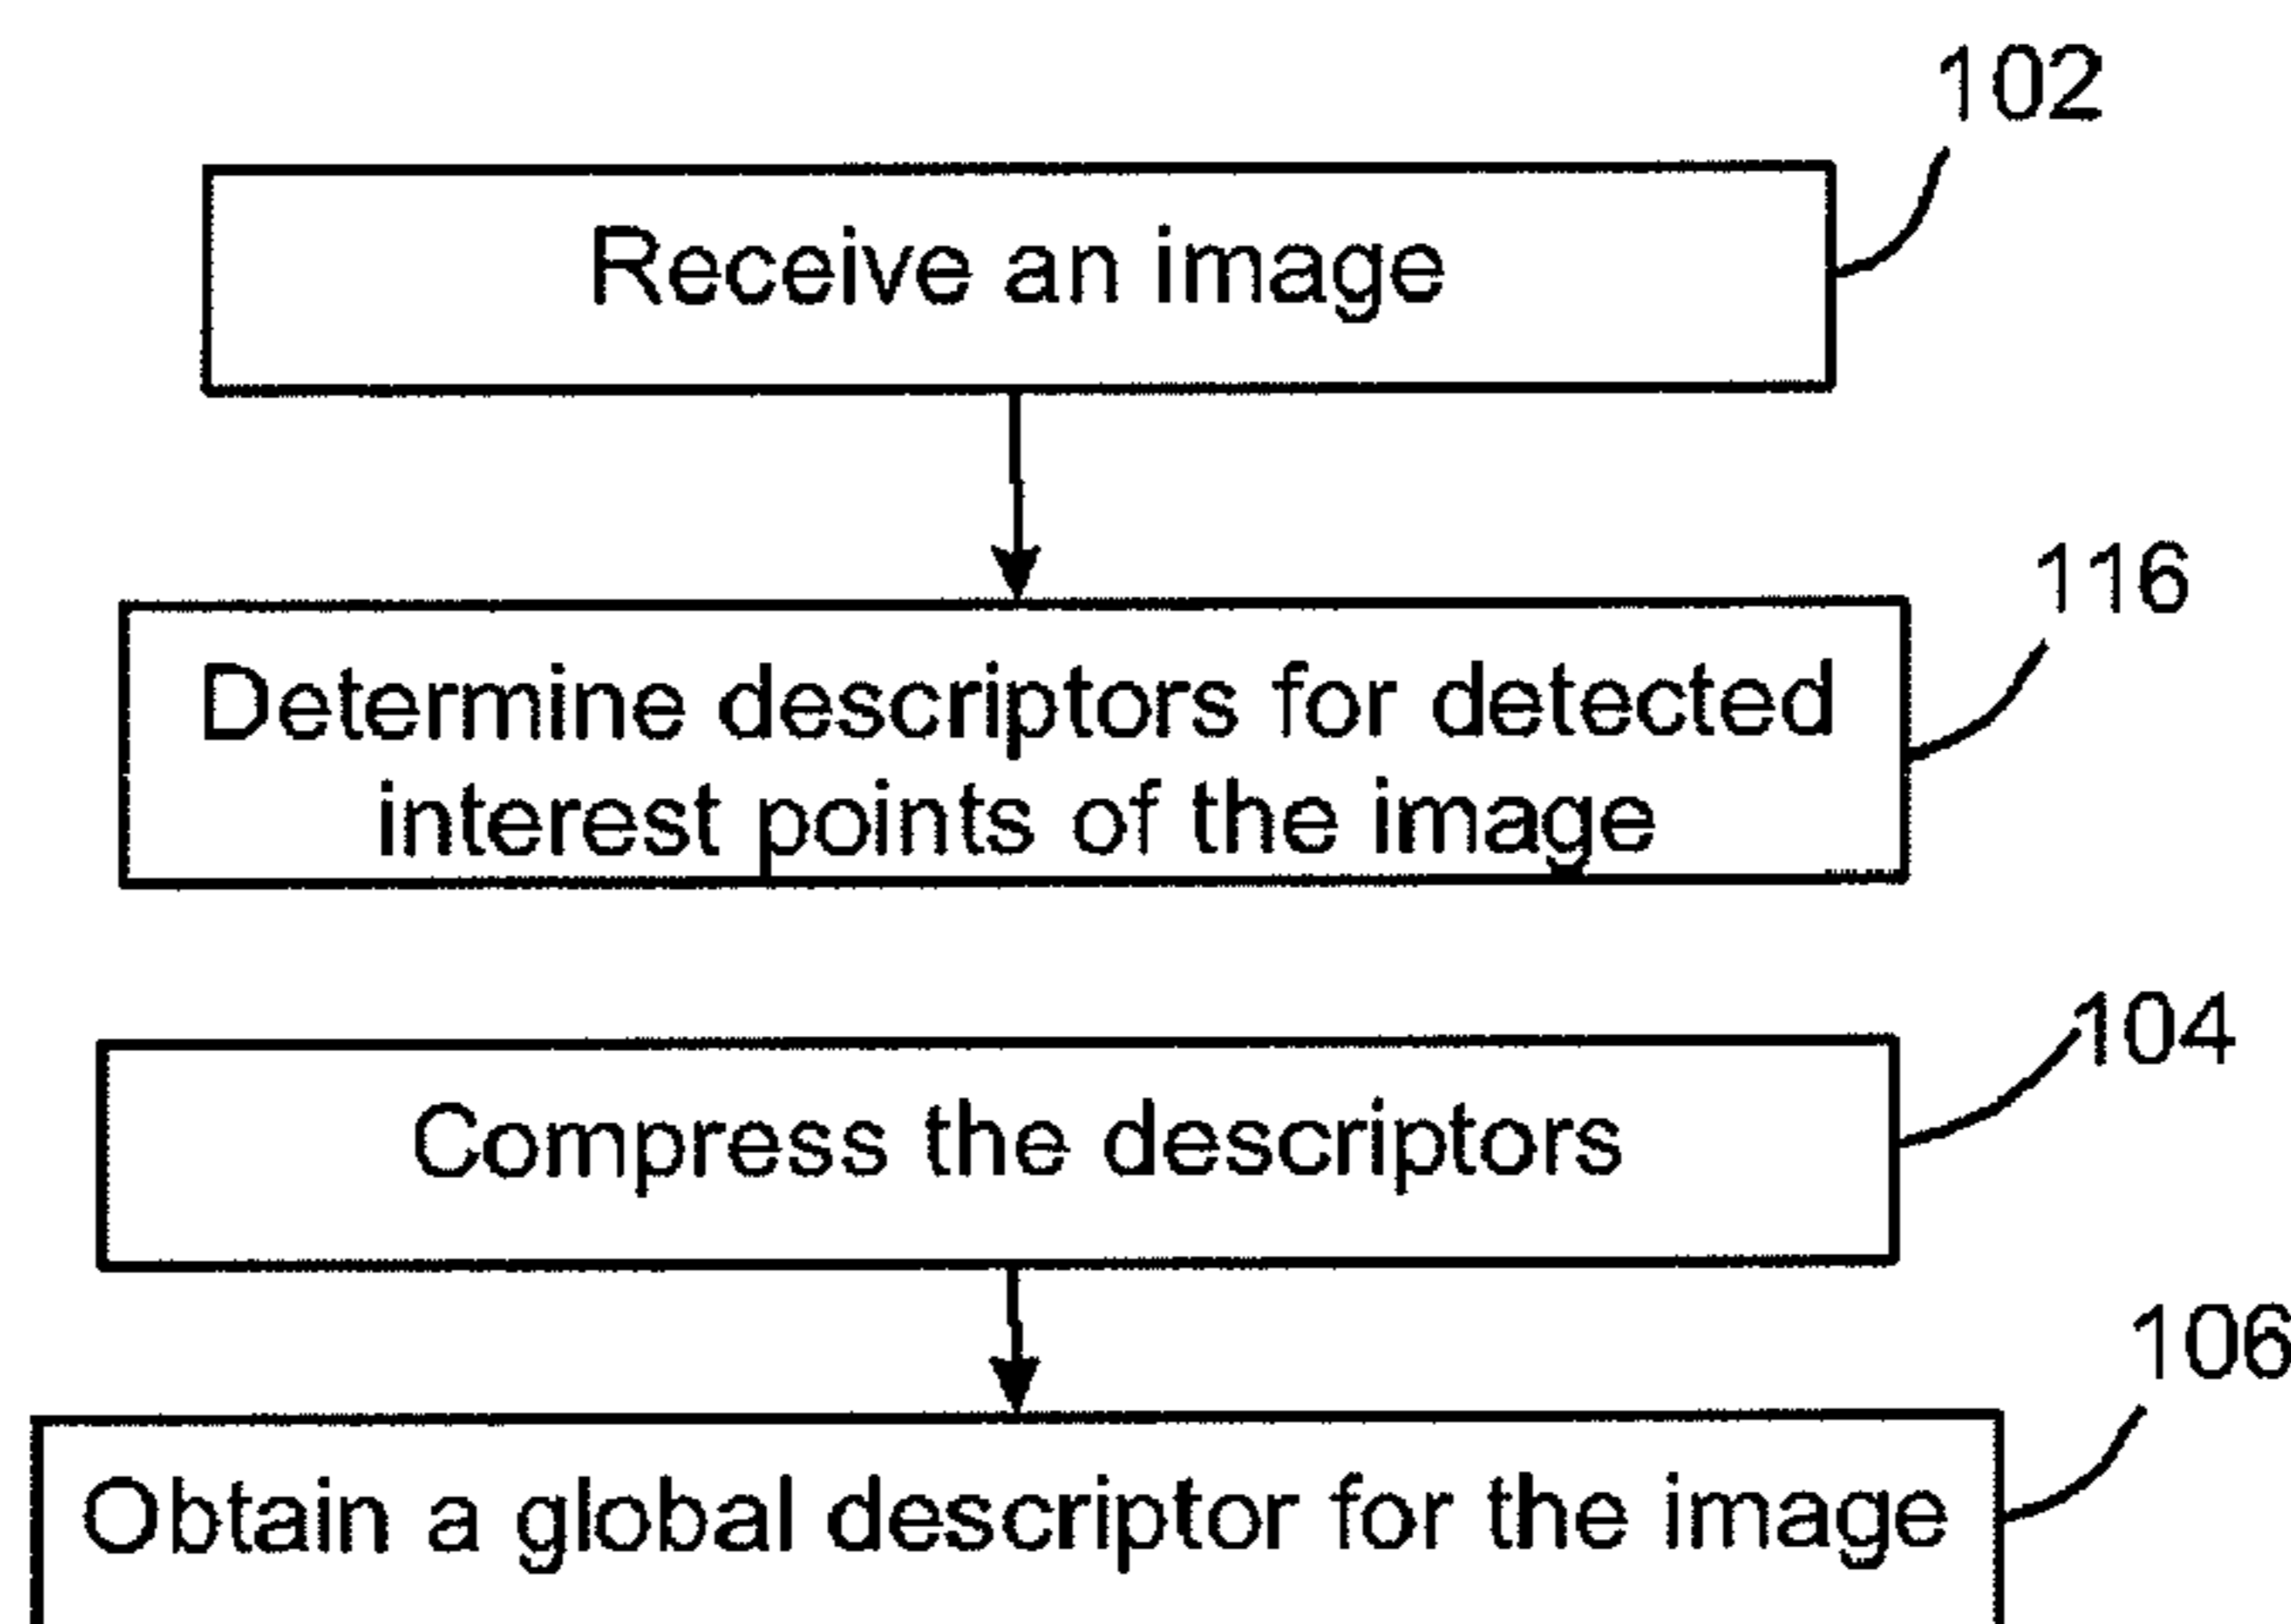 102
Receive an image
116
Determine descriptors for detected
interest points of the image
104
Compress the descriptors
106
Obtain a global descriptor for the image